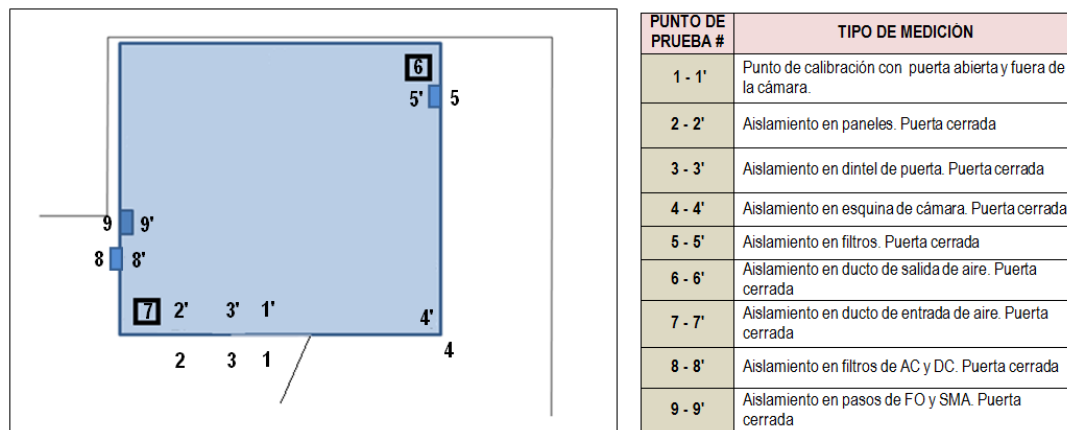 6
5' 5
9 9'
8 8'
7 2' 3' 1' 4'
2 3 1 4
PUNTO DE PRUEBA # TIPO DE MEDICIÓN
1 - 1' Punto de calibración con puerta abierta y fuera de
la cámara.
2 - 2' Aislamiento en paneles. Puerta cerrada
3 - 3' Aislamiento en dintel de puerta. Puerta cerrada
4 - 4' Aislamiento en esquina de cámara. Puerta cerrada
5 - 5' Aislamiento en filtros. Puerta cerrada
6 - 6' Aislamiento en ducto de salida de aire. Puerta
cerrada
7 - 7' Aislamiento en ducto de entrada de aire. Puerta
cerrada
8 - 8' Aislamiento en filtros de AC y DC. Puerta cerrada
9 - 9' Aislamiento en pasos de FO y SMA. Puerta
cerrada